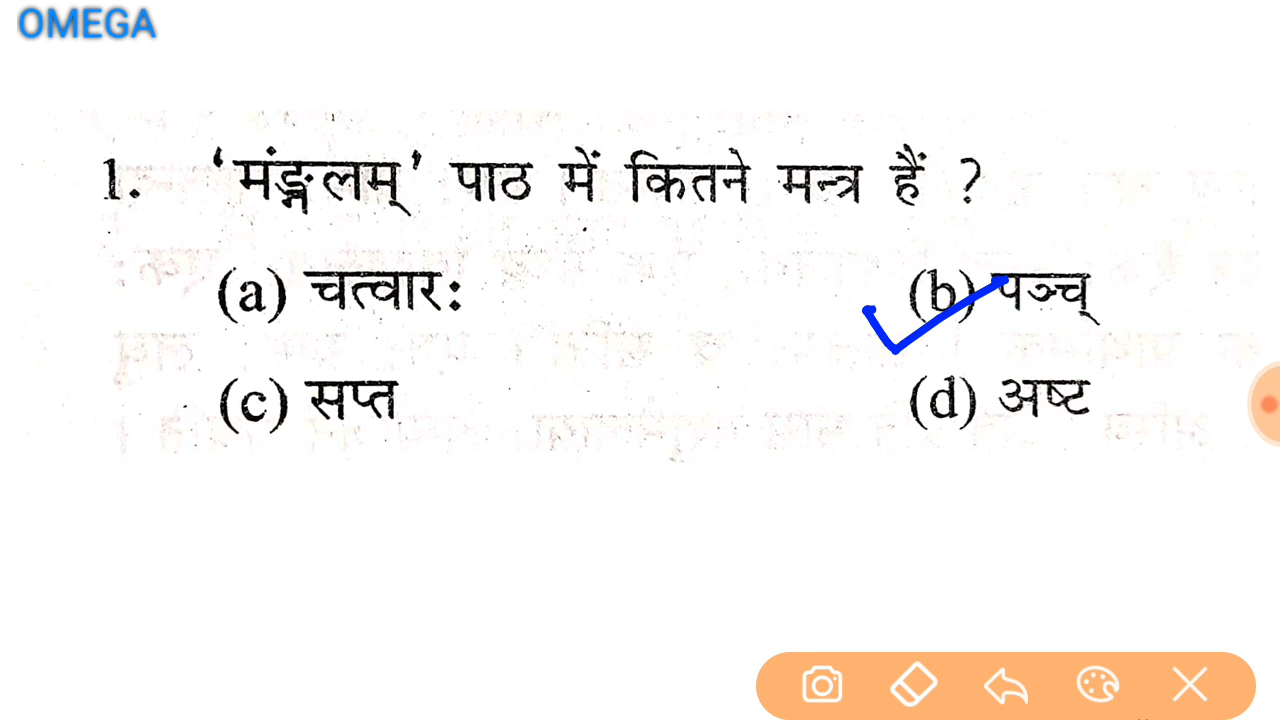 OMEGA
1. 'मंङ्गलम्' पाठ में कितने मन्त्र हैं ?
(a) चत्वारः (b) पञ्च्
(c) सप्त (d) अष्ट